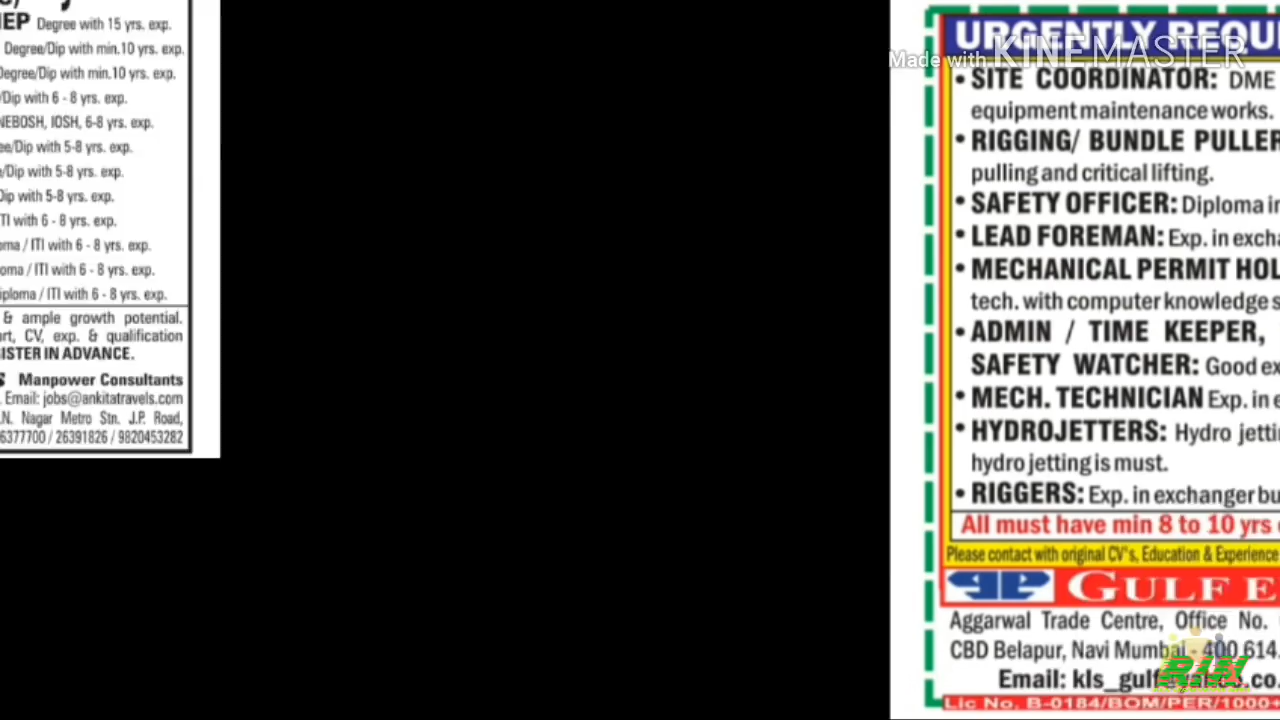 MEP Degree with 15 yrs. exp.
Degree/Dip with min.10 yrs. exp.
Degree/Dip with min.10 yrs. exp.
/Dip with 6 - 8 yrs. exp.
NEBOSH, IOSH, 6-8 yrs. exp.
ee/Dip with 5-8 yrs. exp.
e/Dip with 5-8 yrs. exp.
Dip with 5-8 yrs. exp.
TI with 6 - 8 yrs. exp.
oma / ITI with 6 - 8 yrs. exp.
oma / ITI with 6 - 8 yrs. exp.
iploma / ITI with 6 - 8 yrs. exp.
& ample growth potential.
rt, CV, exp. & qualification
ISTER IN ADVANCE.
S Manpower Consultants
Email: jobs@ankitatravels.com
.N. Nagar Metro Stn. J.P. Road,
6377700 / 26391826 / 9820453282
URGENTLY REQU
Made with KINEMASTER
• SITE COORDINATOR: DME
equipment maintenance works.
• RIGGING/ BUNDLE PULLER
pulling and critical lifting.
• SAFETY OFFICER: Diploma in
• LEAD FOREMAN: Exp. in excha
• MECHANICAL PERMIT HOL
tech. with computer knowledge s
• ADMIN / TIME KEEPER,
SAFETY WATCHER: Good ex
• MECH. TECHNICIAN Exp. in e
• HYDROJETTERS: Hydro jettin
hydro jetting is must.
• RIGGERS: Exp. in exchanger bu
All must have min 8 to 10 yrs
Please contact with original CV's, Education & Experience
GULF E
Aggarwal Trade Centre, Office No.
CBD Belapur, Navi Mumbai - 400 614.
Email: kls_gulf
Lic No. B-0184/BOM/PER/1000+